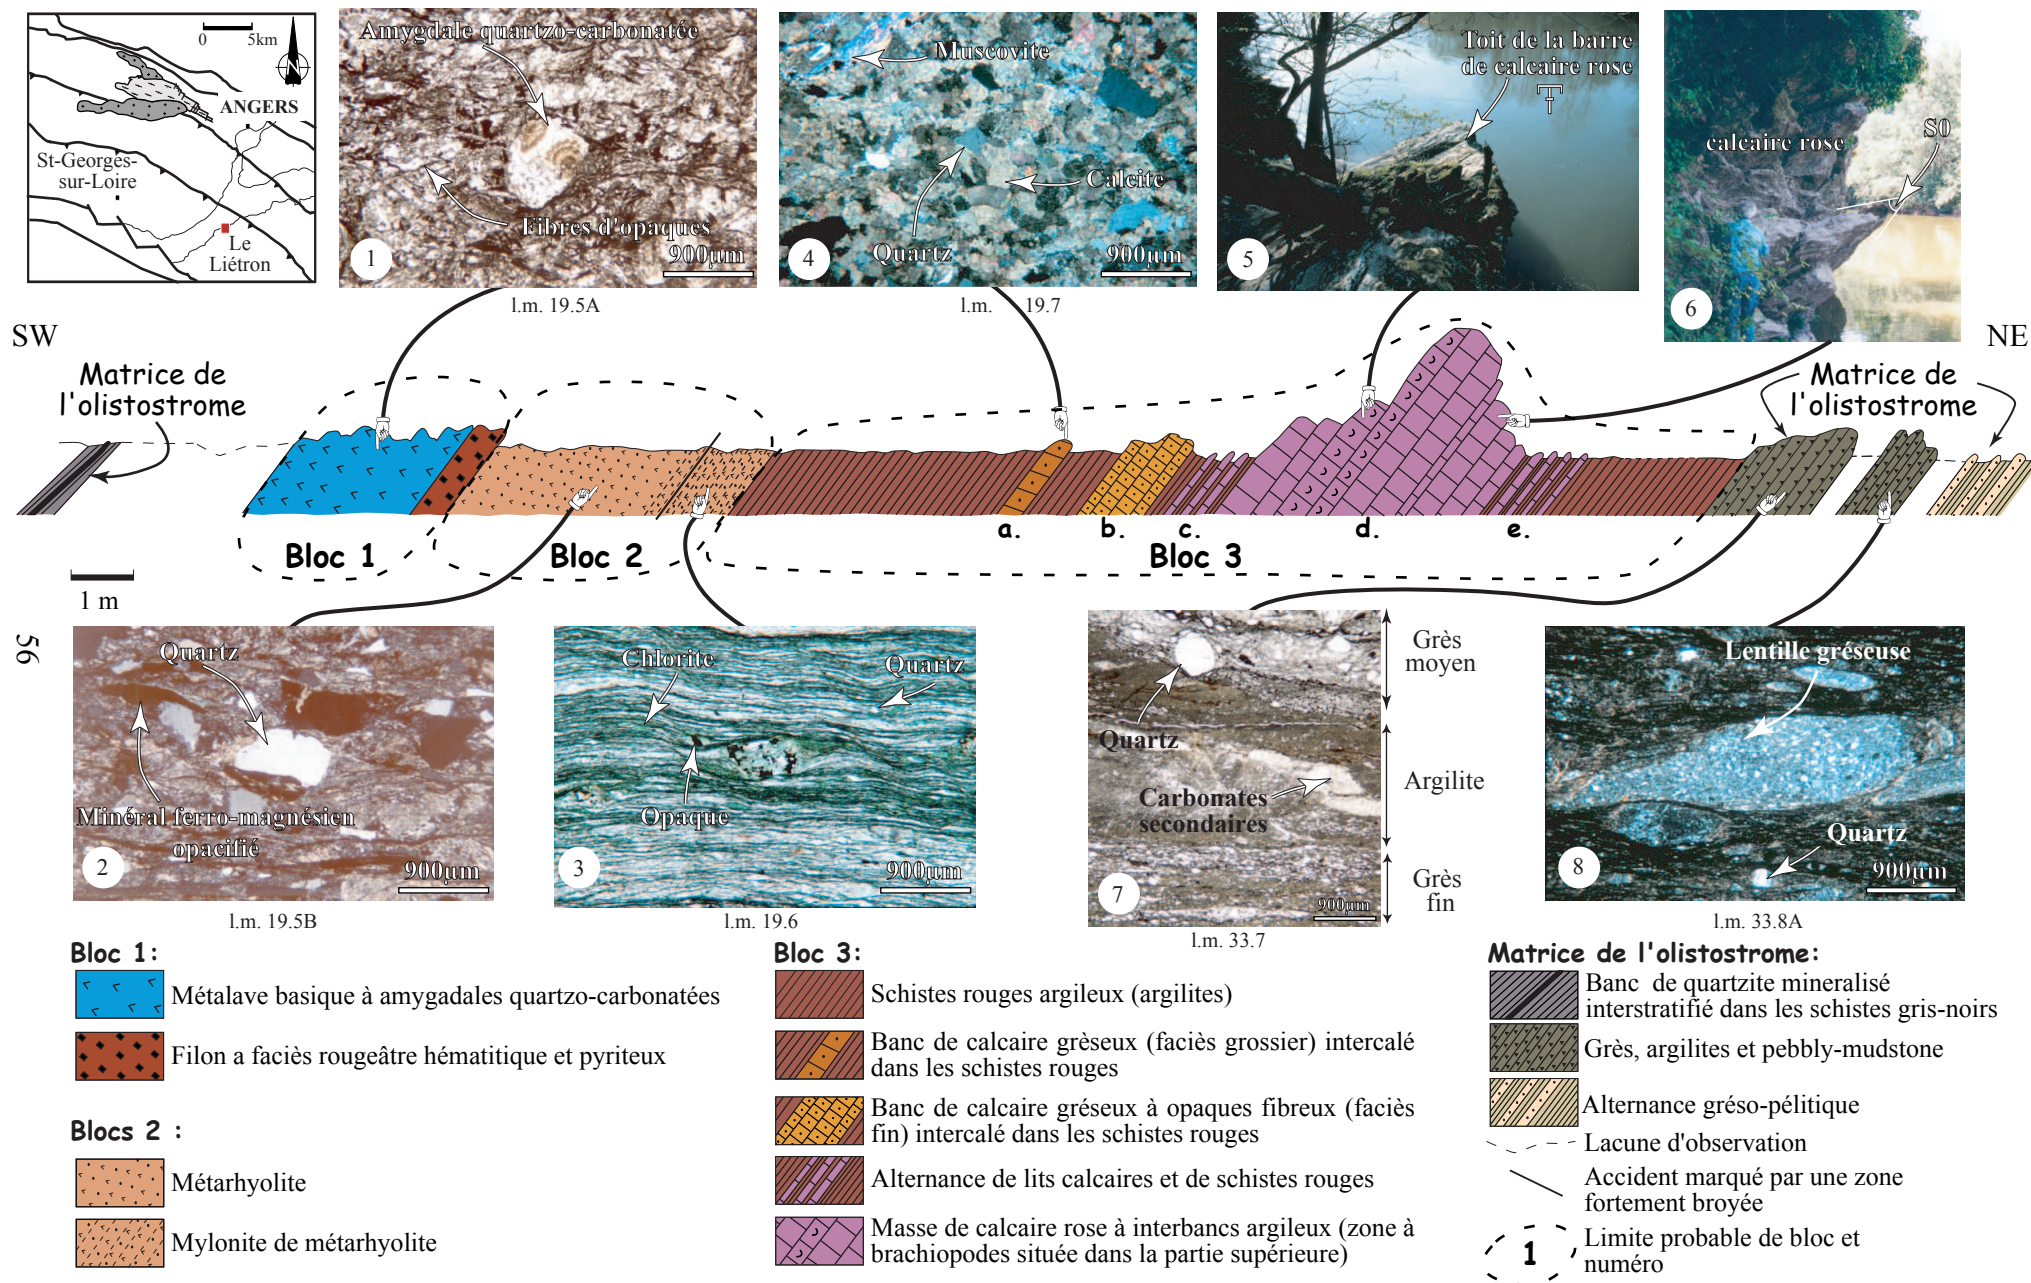 0 5km
ANGERS
St-Georges-
sur-Loire
Le
Liétron
Amygdale quartzo-carbonatée
Fibres d'opaques
900µm
1
l.m. 19.5A
Muscovite
Calcite
Quartz
900µm
4
l.m. 19.7
Toit de la barre
de calcaire rose
5
calcaire rose
S0
6
SW
NE
Matrice de
l'olistostrome
Matrice de
l'olistostrome
a. b. c. d. e.
Bloc 1
Bloc 2
Bloc 3
1 m
56
Quartz
Minéral ferro-magnésien
opacifié
900µm
2
l.m. 19.5B
Chlorite
Quartz
Opaque
900µm
3
l.m. 19.6
Quartz
Carbonates
secondaires
900µm
7
Grès
moyen
Argilite
Grès
fin
l.m. 33.7
Lentille gréseuse
Quartz
900µm
8
l.m. 33.8A
Bloc 1:
Métalave basique à amygadales quartzo-carbonatées
Filon a faciès rougeâtre hématitique et pyriteux
Blocs 2 :
Métarhyolite
Mylonite de métarhyolite
Bloc 3:
Schistes rouges argileux (argilites)
Banc de calcaire grèseux (faciès grossier) intercalé
dans les schistes rouges
Banc de calcaire gréseux à opaques fibreux (faciès
fin) intercalé dans les schistes rouges
Alternance de lits calcaires et de schistes rouges
Masse de calcaire rose à interbancs argileux (zone à
brachiopodes située dans la partie supérieure)
Matrice de l'olistostrome:
Banc de quartzite mineralisé
interstratifié dans les schistes gris-noirs
Grès, argilites et pebbly-mudstone
Alternance gréso-pélitique
Lacune d'observation
Accident marqué par une zone
fortement broyée
1
Limite probable de bloc et
numéro